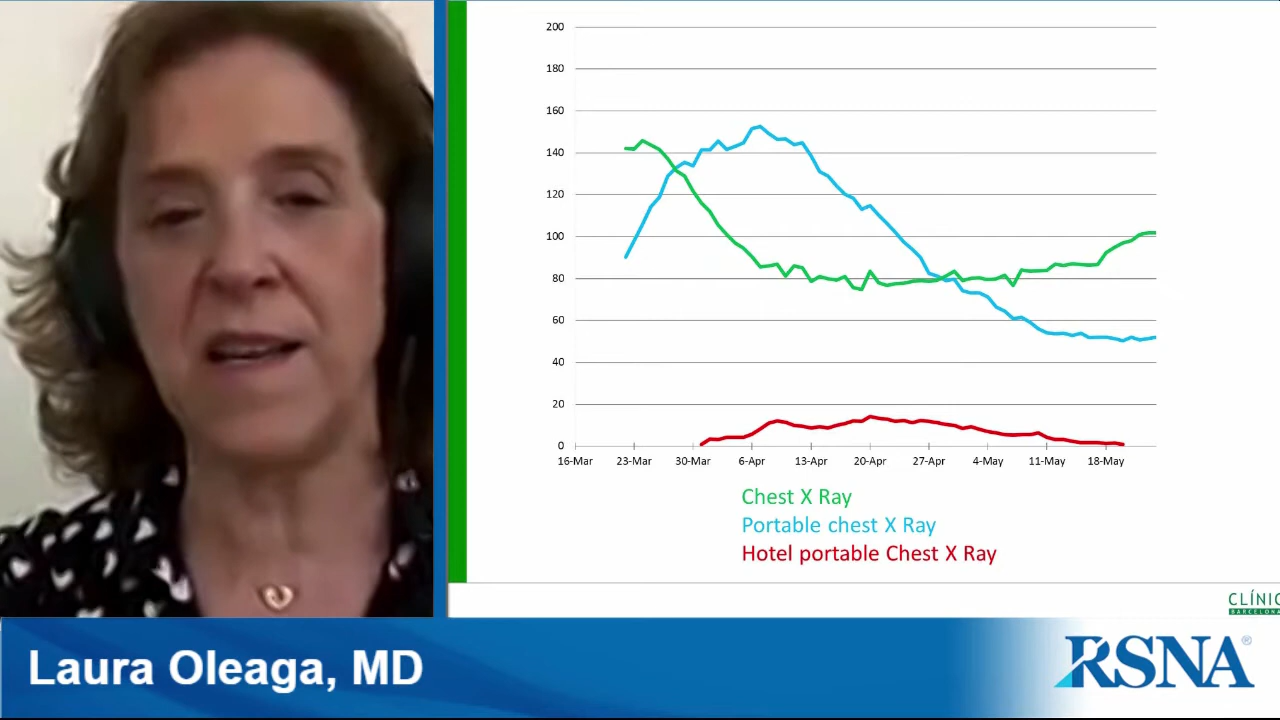 200
180
160
140
120
100
80
60
40
20
0
16-Mar 23-Mar 30-Mar 6-Apr 13-Apr 20-Apr 27-Apr 4-May 11-May 18-May
Chest X Ray
Portable chest X Ray
Hotel portable Chest X Ray
CLÍNIC
BARCELONA
Laura Oleaga, MD
RSNA®